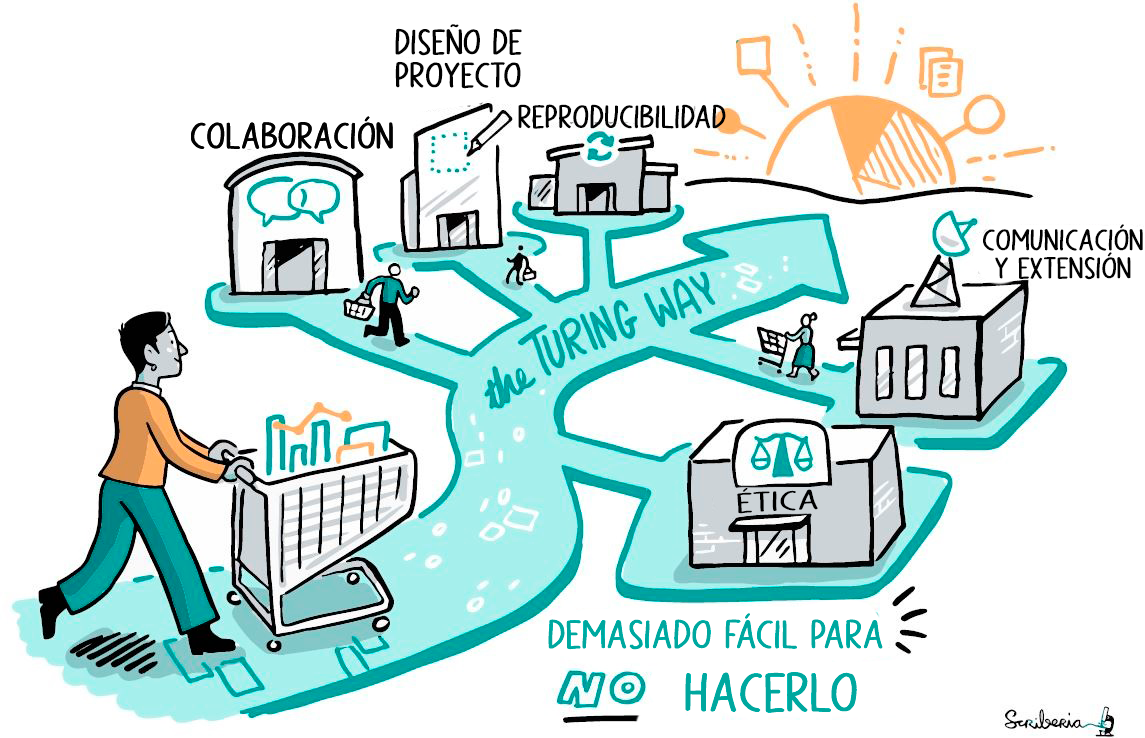 DISEÑO DE
PROYECTO
COLABORACIÓN
REPRODUCIBILIDAD
COMUNICACIÓN
Y EXTENSIÓN
the TURING WAY
ÉTICA
DEMASIADO FÁCIL PARA
NO HACERLO
Scriberia